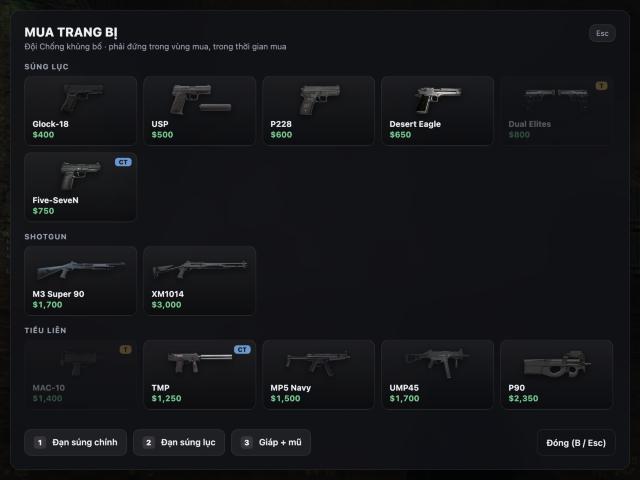 MUA TRANG BỊ
Esc
Đội Chống khủng bố · phải đứng trong vùng mua, trong thời gian mua
SÚNG LỤC
Glock-18
$400
USP
$500
P228
$600
Desert Eagle
$650
T
Dual Elites
$800
CT
Five-SeveN
$750
SHOTGUN
M3 Super 90
$1,700
XM1014
$3,000
TIỂU LIÊN
T
MAC-10
$1,400
CT
TMP
$1,250
MP5 Navy
$1,500
UMP45
$1,700
P90
$2,350
1 Đạn súng chính
2 Đạn súng lục
3 Giáp + mũ
Đóng (B / Esc)